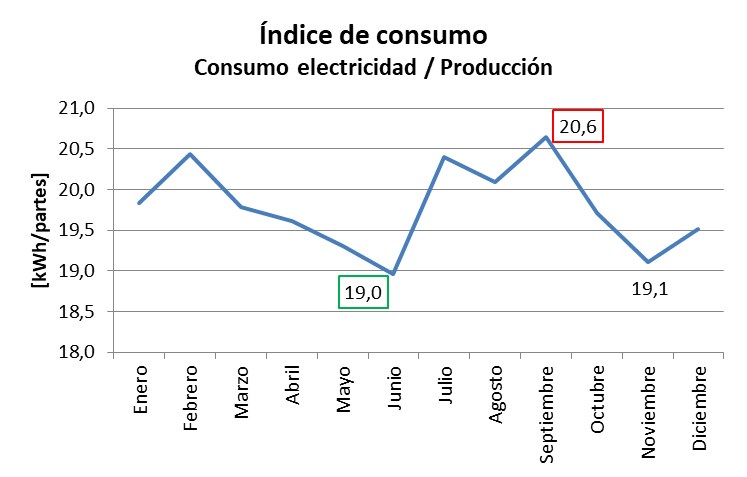 Índice de consumo
Consumo electricidad / Producción
[kWh/partes]
21,0
20,5
20,0
19,5
19,0
18,5
18,0
20,6
19,0
19,1
Enero
Febrero
Marzo
Abril
Mayo
Junio
Julio
Agosto
Septiembre
Octubre
Noviembre
Diciembre